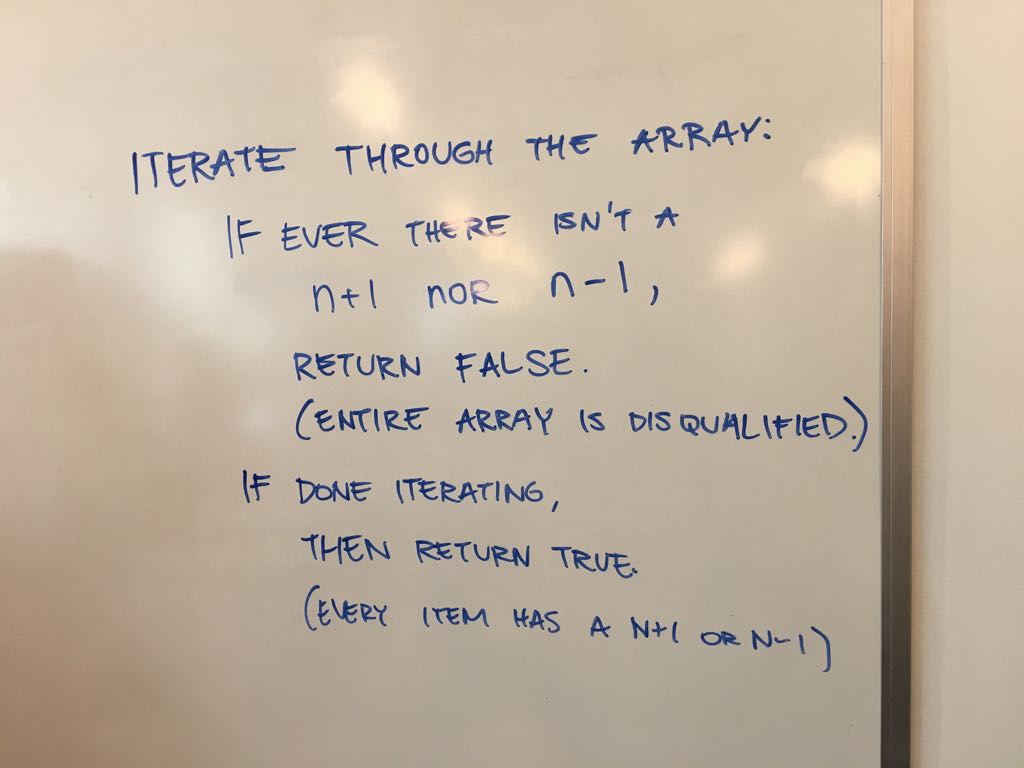 ITERATE THROUGH THE ARRAY:
IF EVER THERE ISN'T A
n+1 nOR n-1,
RETURN FALSE.
(ENTIRE ARRAY IS DISQUALIFIED.)
IF DONE ITERATING,
THEN RETURN TRUE.
(EVERY ITEM HAS A N+1 OR N-1)